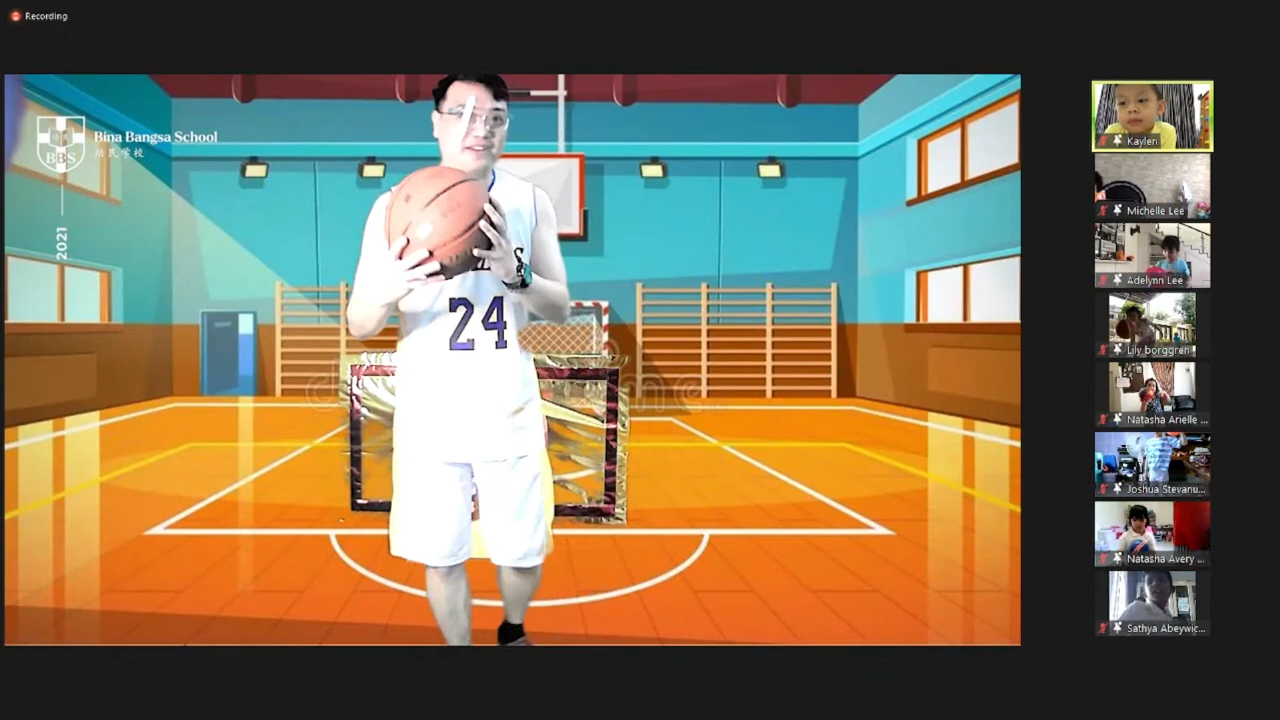 Recording
BBS
Bina Bangsa School
培民学校
2021
24
Kaylen
Michelle Lee
Adelynn Lee
Lily borggren
Natasha Arielle ...
Joshua Stevanu...
Natasha Avery ...
Sathya Abeywic...